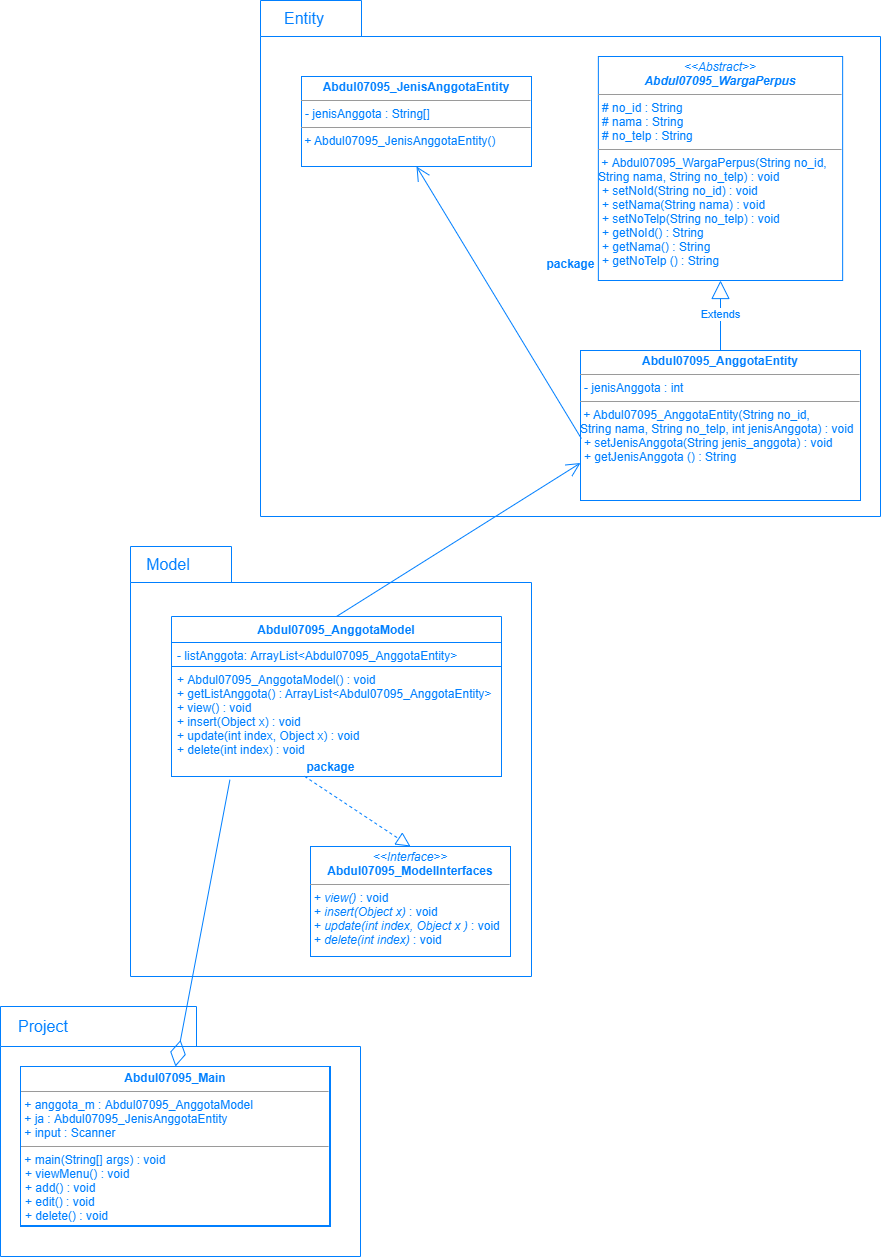 Entity
Abdul07095_JenisAnggotaEntity
- jenisAnggota : String[]
+ Abdul07095_JenisAnggotaEntity()
<<Abstract>>
Abdul07095_WargaPerpus
# no_id : String
# nama : String
# no_telp : String
+ Abdul07095_WargaPerpus(String no_id,
String nama, String no_telp) : void
+ setNoId(String no_id) : void
+ setNama(String nama) : void
+ setNoTelp(String no_telp) : void
+ getNoId() : String
+ getNama() : String
+ getNoTelp () : String
package
Extends
Abdul07095_AnggotaEntity
- jenisAnggota : int
+ Abdul07095_AnggotaEntity(String no_id,
String nama, String no_telp, int jenisAnggota) : void
+ setJenisAnggota(String jenis_anggota) : void
+ getJenisAnggota () : String
Model
Abdul07095_AnggotaModel
- listAnggota: ArrayList<Abdul07095_AnggotaEntity>
+ Abdul07095_AnggotaModel() : void
+ getListAnggota() : ArrayList<Abdul07095_AnggotaEntity>
+ view() : void
+ insert(Object x) : void
+ update(int index, Object x) : void
+ delete(int index) : void
package
<<Interface>>
Abdul07095_ModelInterfaces
+ view() : void
+ insert(Object x) : void
+ update(int index, Object x ) : void
+ delete(int index) : void
Project
Abdul07095_Main
+ anggota_m : Abdul07095_AnggotaModel
+ ja : Abdul07095_JenisAnggotaEntity
+ input : Scanner
+ main(String[] args) : void
+ viewMenu() : void
+ add() : void
+ edit() : void
+ delete() : void